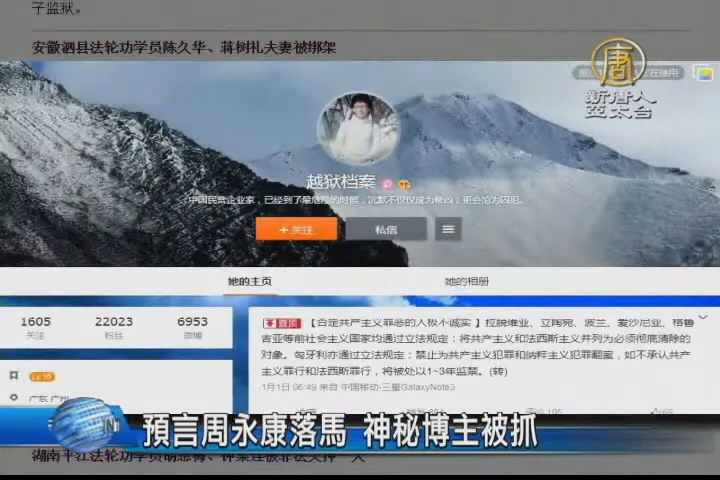 子监狱。
安徽泗县法轮功学员陈久华、蒋树礼夫妻被绑架
唐
新唐人
亞太台
越狱档案
中国民营企业家，已经到了最危险的时候，沉默不仅仅成为帮凶，更会沦为囚犯。
+ 关注
私信
她的主页
她的相册
1605
关注
22023
粉丝
6953
微博
置顶 【否定共产主义罪恶的人极不诚实】拉脱维亚、立陶宛、波兰、爱沙尼亚、格鲁
吉亚等前社会主义国家均通过立法规定：将共产主义和法西斯主义并列为必须彻底清除的
对象。匈牙利亦通过立法规定：禁止为共产主义犯罪和纳粹主义犯罪翻案，如不承认共产
主义罪行和法西斯罪行，将被处以1~3年监禁。(转)
1月1日 06:49 来自 中国移动-三星GalaxyNote3
广东 广州
預言周永康落馬 神秘博主被抓